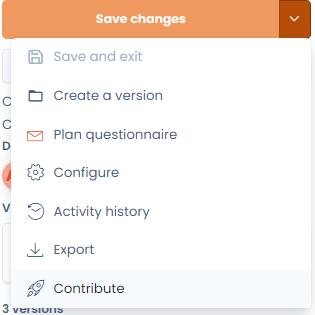 Save changes
Save and exit
Create a version
Plan questionnaire
Configure
Activity history
Export
Contribute
3 versions